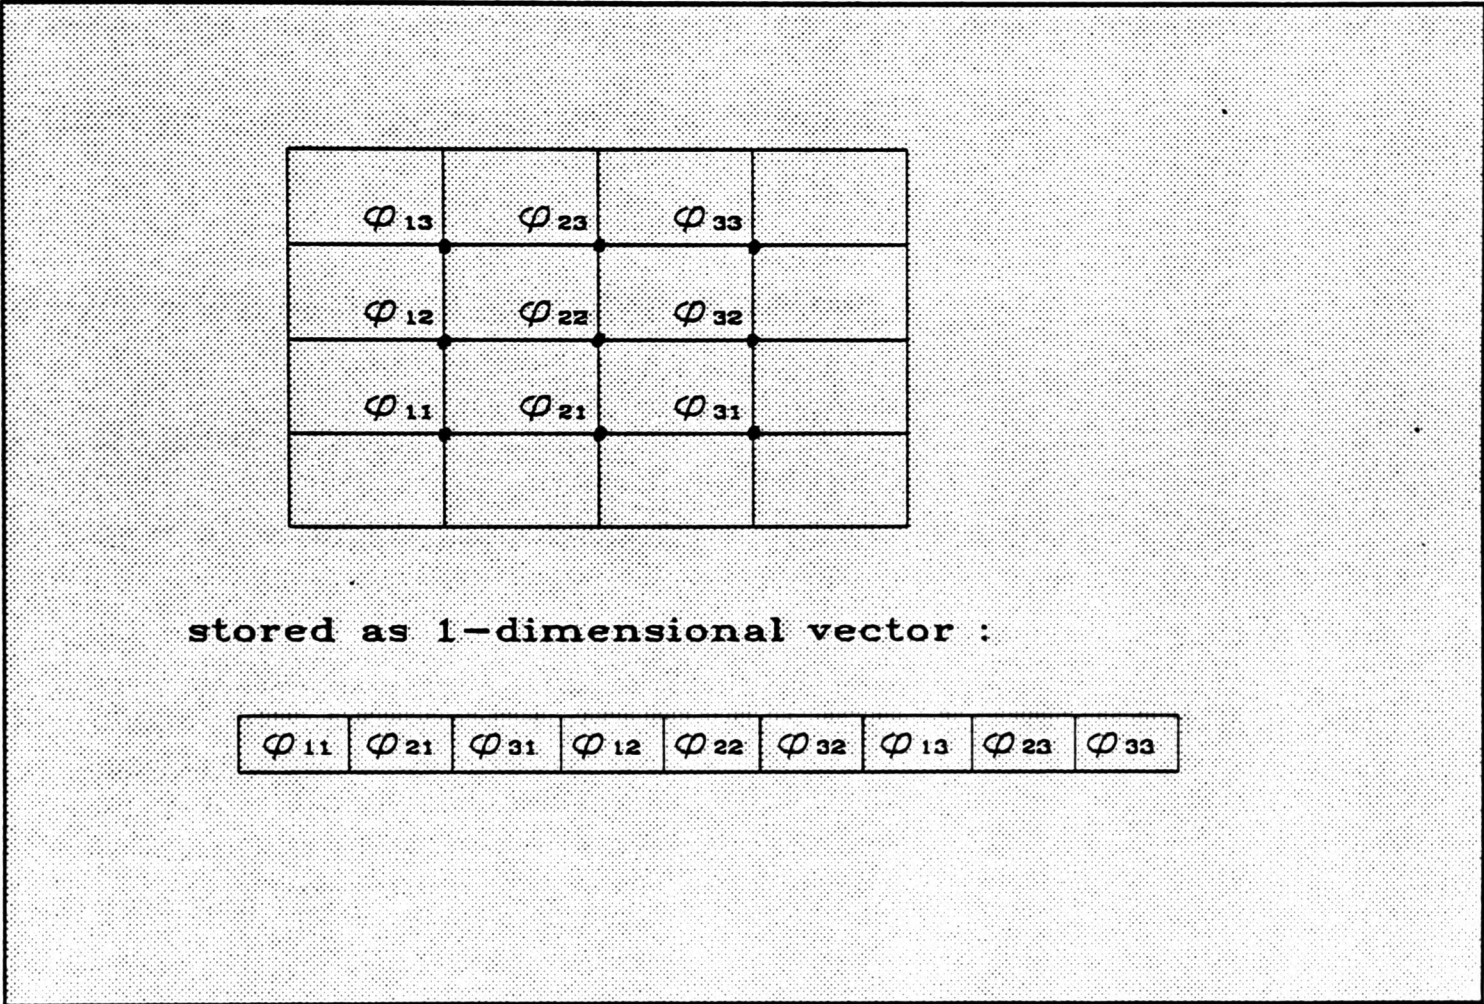 φ13 φ23 φ33
φ12 φ22 φ32
φ11 φ21 φ31
stored as 1-dimensional vector :
φ11 φ21 φ31 φ12 φ22 φ32 φ13 φ23 φ33